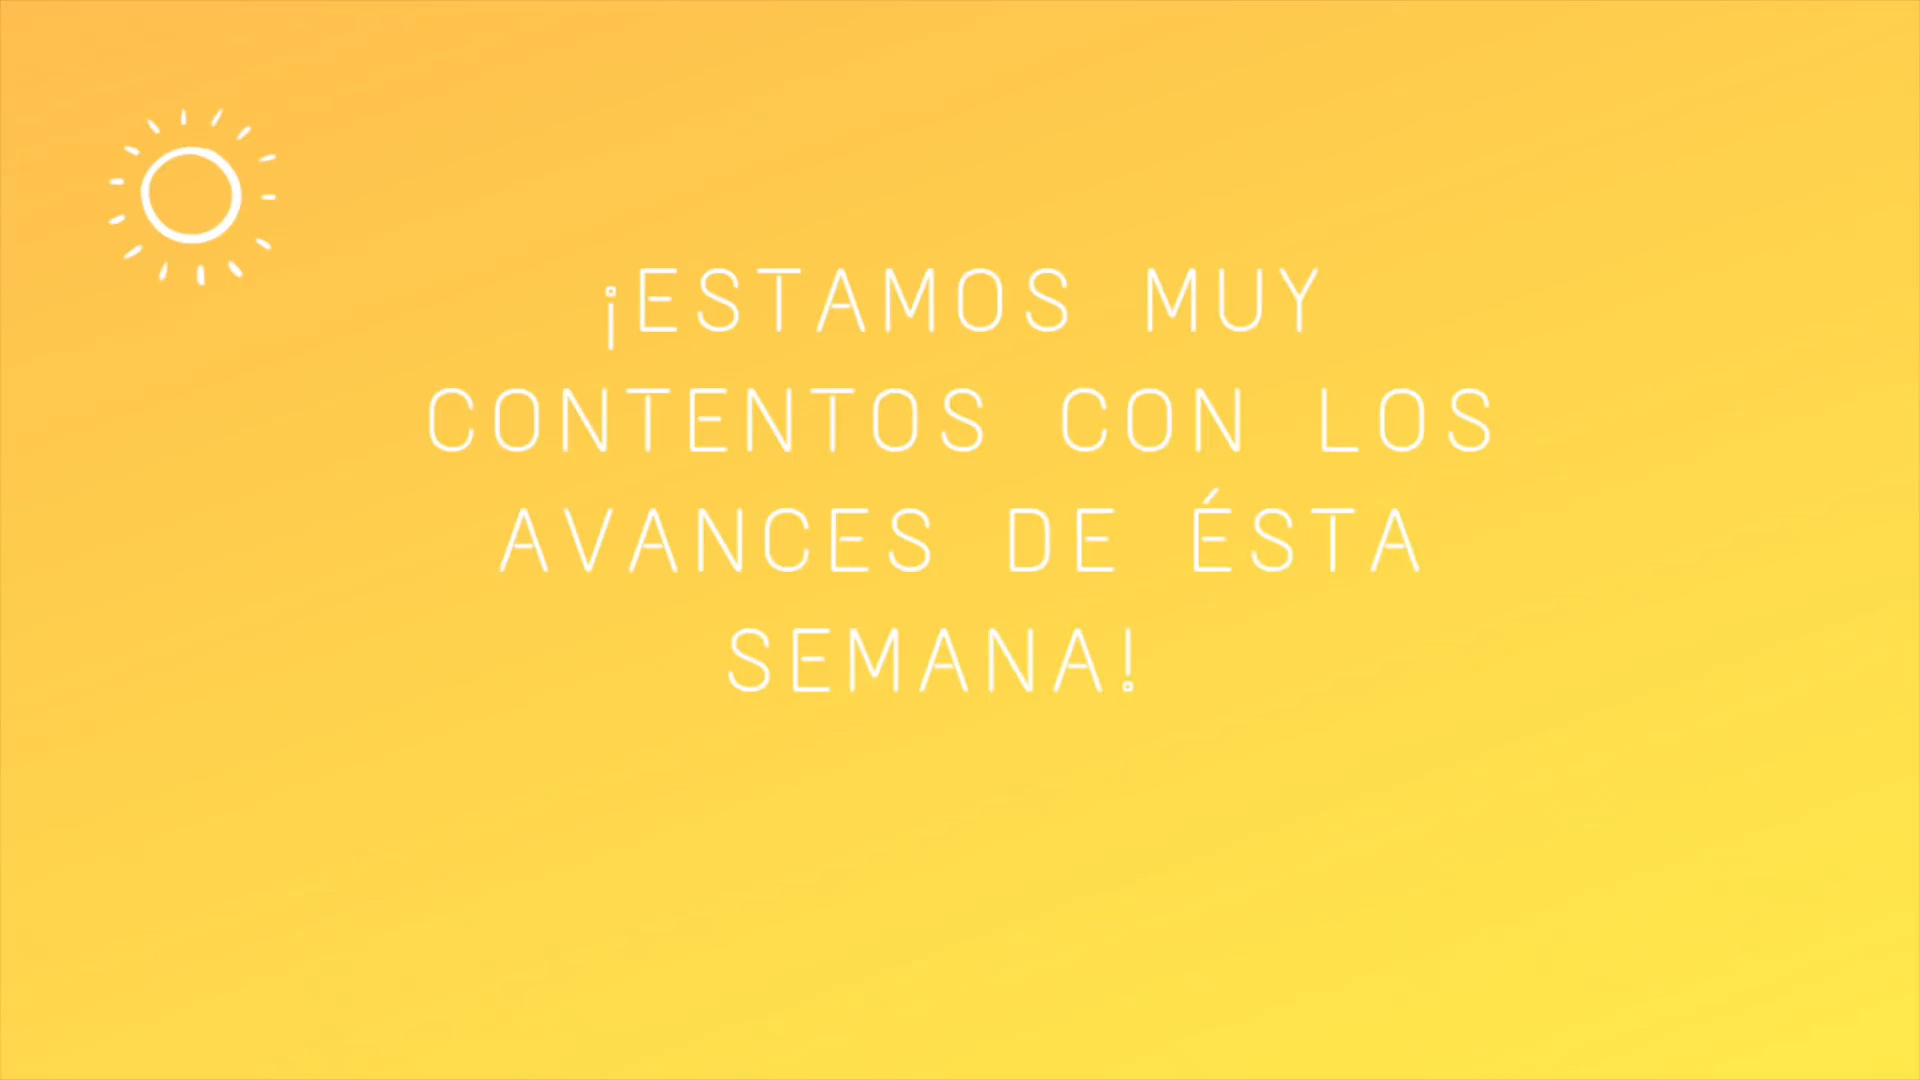 ¡ESTAMOS MUY
CONTENTOS CON LOS
AVANCES DE ÉSTA
SEMANA!